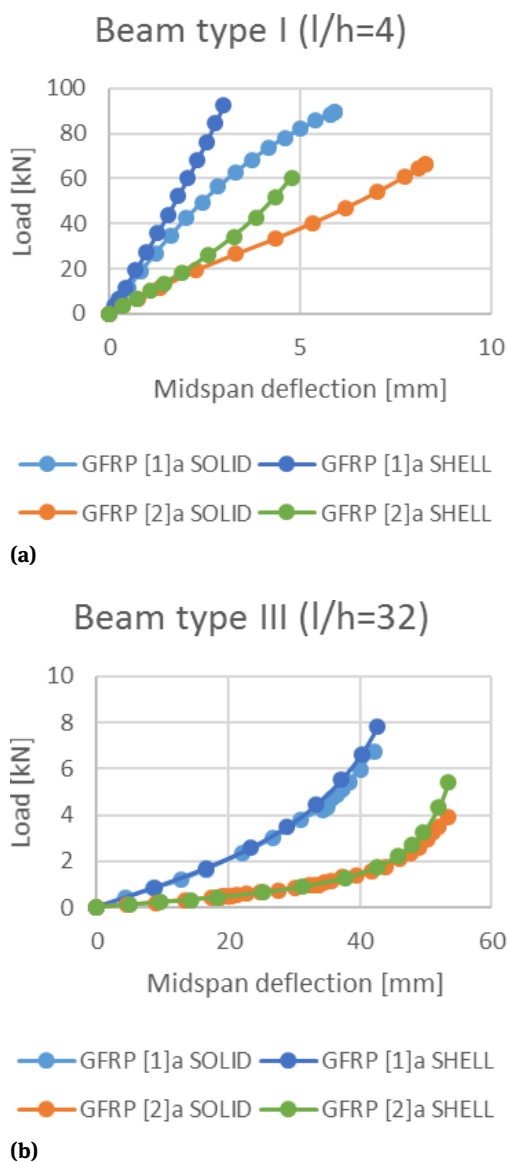 Beam type I (l/h=4)
100
80
60
40
20
0
Load [kN]
0 5 10
Midspan deflection [mm]
GFRP [1]a SOLID GFRP [1]a SHELL
GFRP [2]a SOLID GFRP [2]a SHELL
(a)
Beam type III (l/h=32)
10
8
6
4
2
0
Load [kN]
0 20 40 60
Midspan deflection [mm]
GFRP [1]a SOLID GFRP [1]a SHELL
GFRP [2]a SOLID GFRP [2]a SHELL
(b)